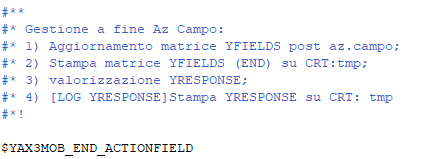 #**
#* Gestione a fine Az Campo:
#* 1) Aggiornamento matrice YFIELDS post az.campo;
#* 2) Stampa matrice YFIELDS (END) su CRT:tmp;
#* 3) valorizzazione YRESPONSE;
#* 4) [LOG YRESPONSE]Stampa YRESPONSE su CRT: tmp
#*!
$YAX3MOB_END_ACTIONFIELD